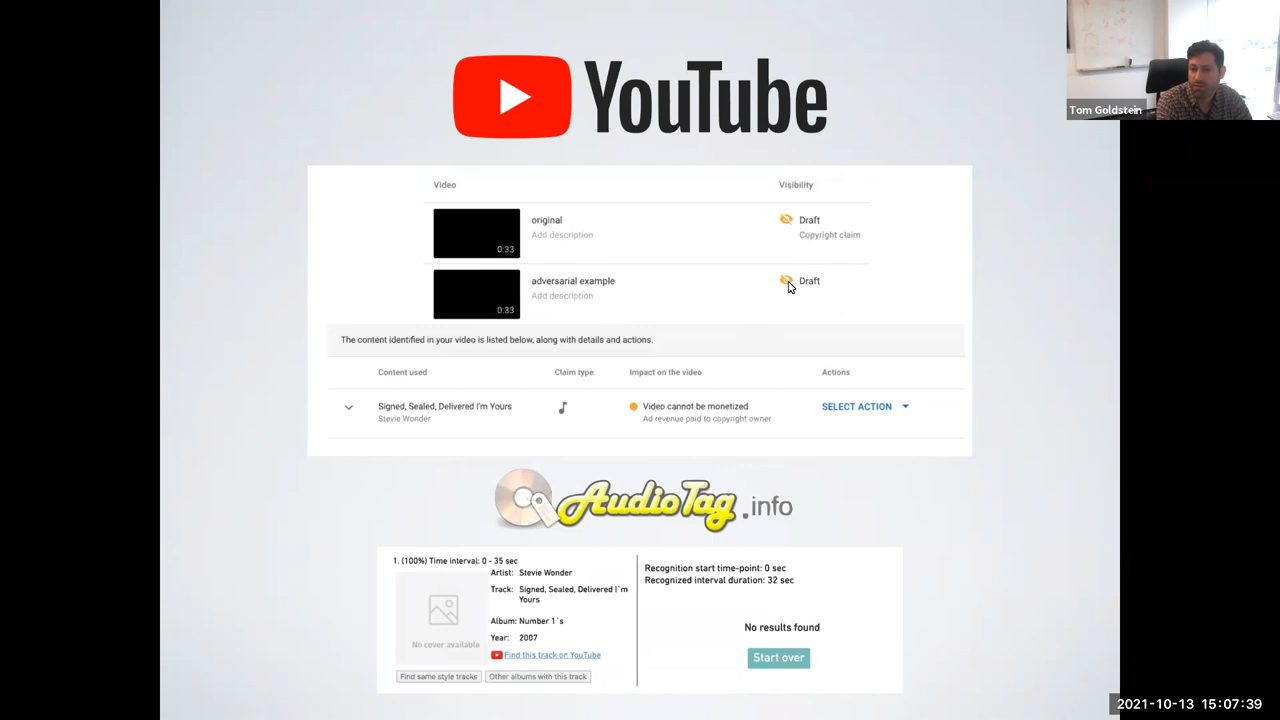 YouTube
Tom Goldstein
Video Visibility
original Draft
Add description Copyright claim
0:33
adversarial example Draft
Add description
0:33
The content identified in your video is listed below, along with details and actions.
Content used Claim type Impact on the video Actions
Signed, Sealed, Delivered I'm Yours Video cannot be monetized SELECT ACTION
Stevie Wonder Ad revenue paid to copyright owner
AudioTag.info
1. (100%) Time interval: 0 - 35 sec
Artist: Stevie Wonder
Track: Signed, Sealed, Delivered I`m
Yours
Album: Number 1`s
Year: 2007
No cover available
Find this track on YouTube
Find same style tracks Other albums with this track
Recognition start time-point: 0 sec
Recognized interval duration: 32 sec
No results found
Start over
2021-10-13 15:07:39